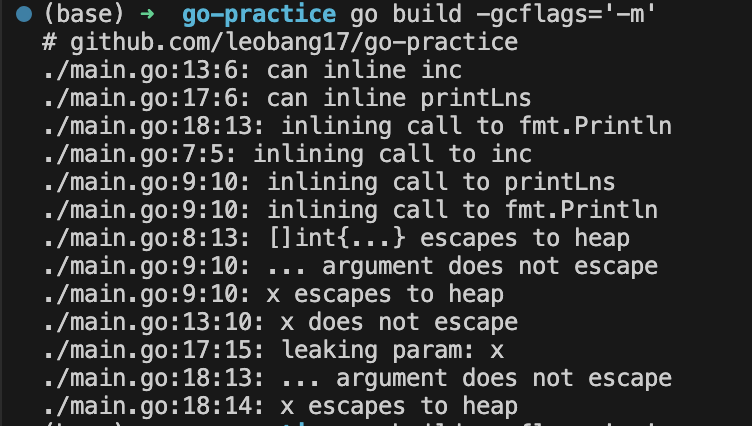 (base) → go-practice go build -gcflags='-m'
# github.com/leobang17/go-practice
./main.go:13:6: can inline inc
./main.go:17:6: can inline printLns
./main.go:18:13: inlining call to fmt.Println
./main.go:7:5: inlining call to inc
./main.go:9:10: inlining call to printLns
./main.go:9:10: inlining call to fmt.Println
./main.go:8:13: []int{...} escapes to heap
./main.go:9:10: ... argument does not escape
./main.go:9:10: x escapes to heap
./main.go:13:10: x does not escape
./main.go:17:15: leaking param: x
./main.go:18:13: ... argument does not escape
./main.go:18:14: x escapes to heap